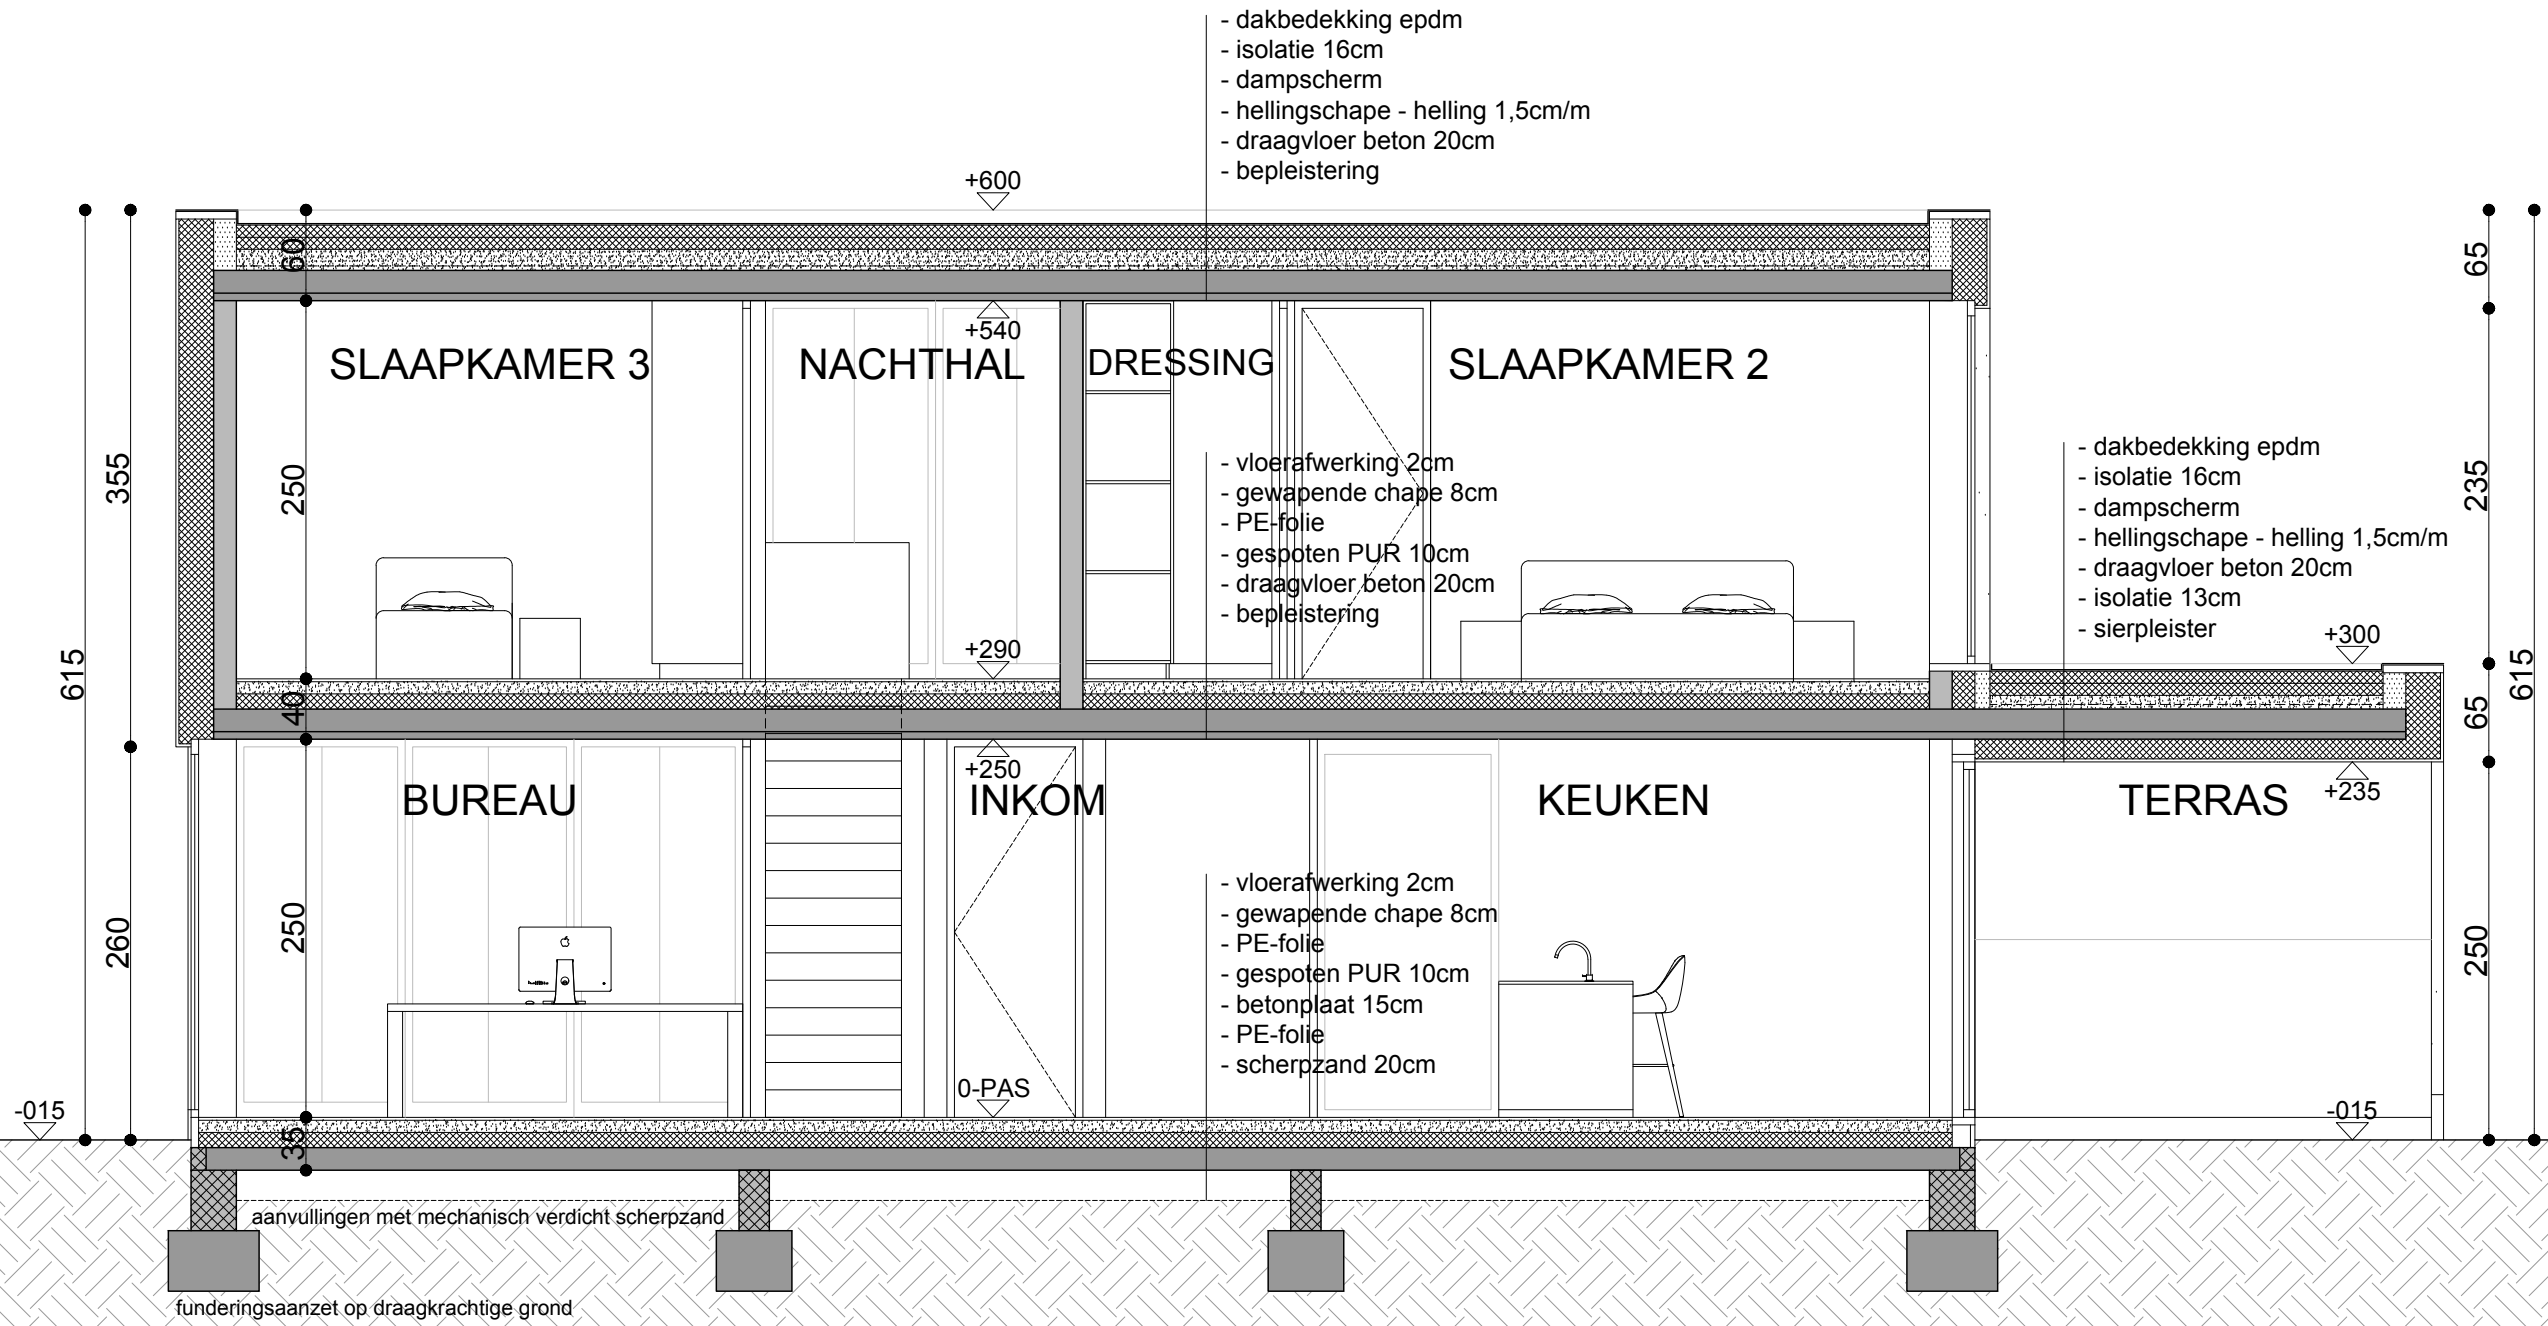 - dakbedekking epdm
- isolatie 16cm
- dampscherm
- hellingschape - helling 1,5cm/m
- draagvloer beton 20cm
- bepleistering
+600
60
65
+540
SLAAPKAMER 3
NACHTHAL
DRESSING
SLAAPKAMER 2
355
250
235
- vloerafwerking 2cm
- gewapende chape 8cm
- PE-folie
- gespoten PUR 10cm
- draagvloer beton 20cm
- bepleistering
- dakbedekking epdm
- isolatie 16cm
- dampscherm
- hellingschape - helling 1,5cm/m
- draagvloer beton 20cm
- isolatie 13cm
- sierpleister
+300
+290
615
615
40
65
+250
+235
BUREAU
INKOM
KEUKEN
TERRAS
260
250
250
- vloerafwerking 2cm
- gewapende chape 8cm
- PE-folie
- gespoten PUR 10cm
- betonplaat 15cm
- PE-folie
- scherpzand 20cm
0-PAS
-015
-015
35
aanvullingen met mechanisch verdicht scherpzand
funderingsaanzet op draagkrachtige grond